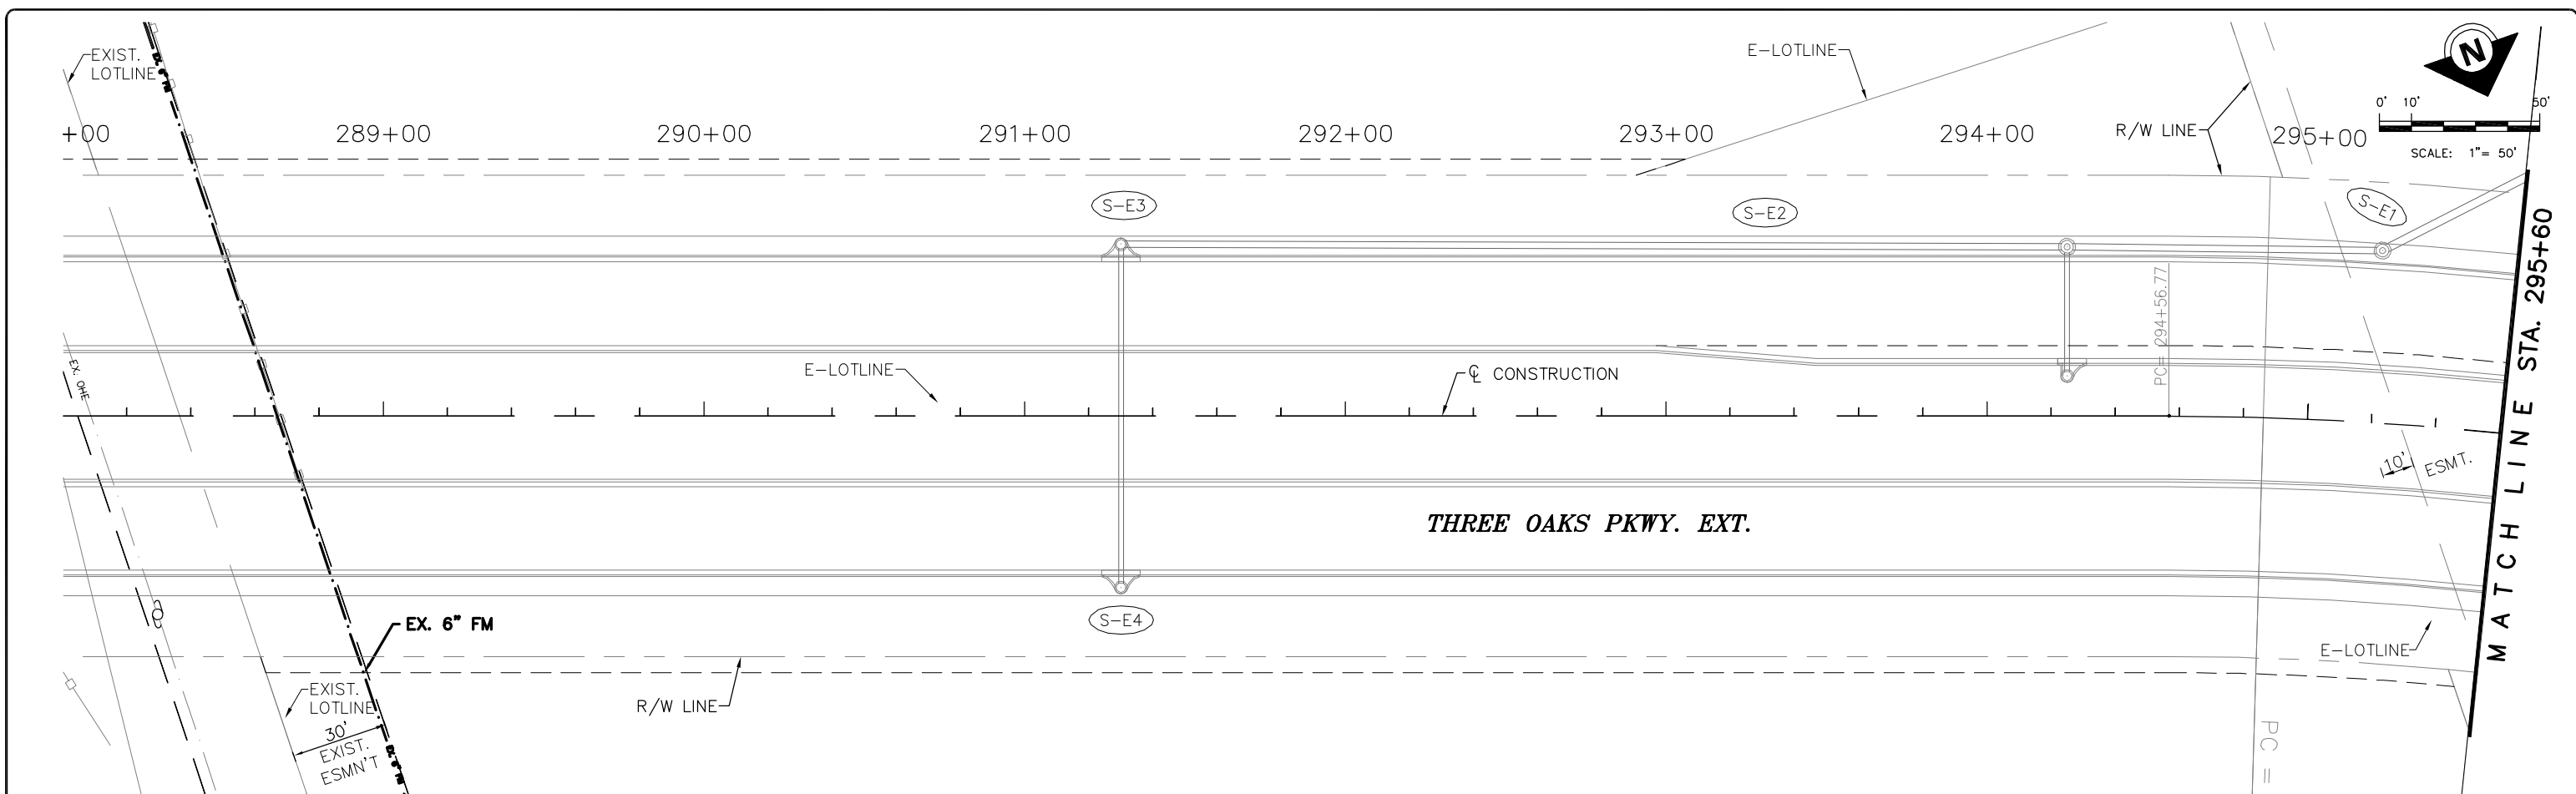 EXIST.
LOTLINE
E-LOTLINE
N
0' 10' 50'
SCALE: 1"= 50'
+00 289+00 290+00 291+00 292+00 293+00 294+00 295+00
R/W LINE
S-E3
S-E2
S-E1
PC= 294+56.77
EX. OHE
E-LOTLINE
℄ CONSTRUCTION
10' ESMT.
THREE OAKS PKWY. EXT.
MATCH LINE STA. 295+60
EX. 6" FM
S-E4
E-LOTLINE
EXIST.
LOTLINE
R/W LINE
30'
EXIST.
ESMN'T
EX. 6" FM
PC =